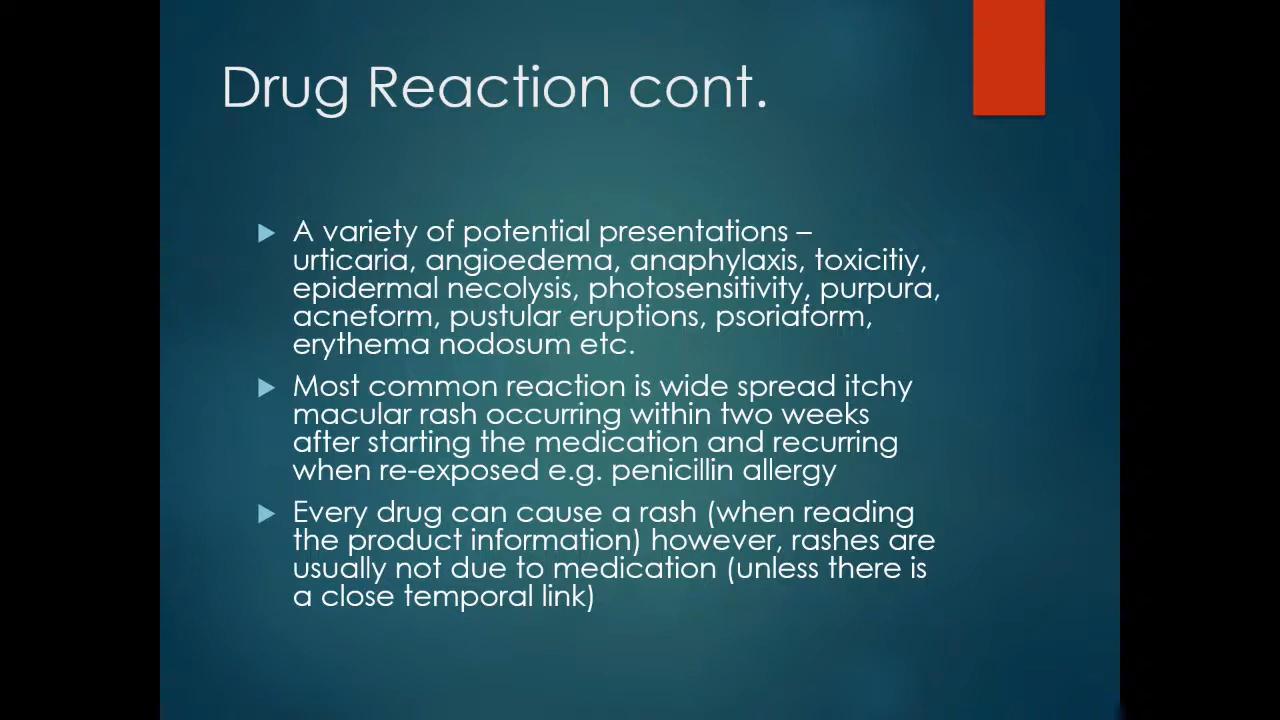 Drug Reaction cont.
A variety of potential presentations –
urticaria, angioedema, anaphylaxis, toxicitiy,
epidermal necolysis, photosensitivity, purpura,
acneform, pustular eruptions, psoriaform,
erythema nodosum etc.
Most common reaction is wide spread itchy
macular rash occurring within two weeks
after starting the medication and recurring
when re-exposed e.g. penicillin allergy
Every drug can cause a rash (when reading
the product information) however, rashes are
usually not due to medication (unless there is
a close temporal link)